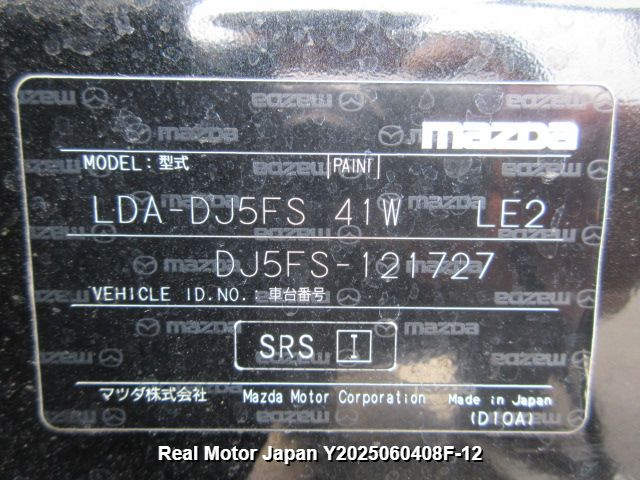 mazda
MODEL: 型式 PAINT
LDA-DJ5FS 41W LE2
DJ5FS-121727
VEHICLE ID.NO.: 車台番号
SRS I
マツダ株式会社 Mazda Motor Corporation Made in Japan
(D10A)
Real Motor Japan Y2025060408F-12